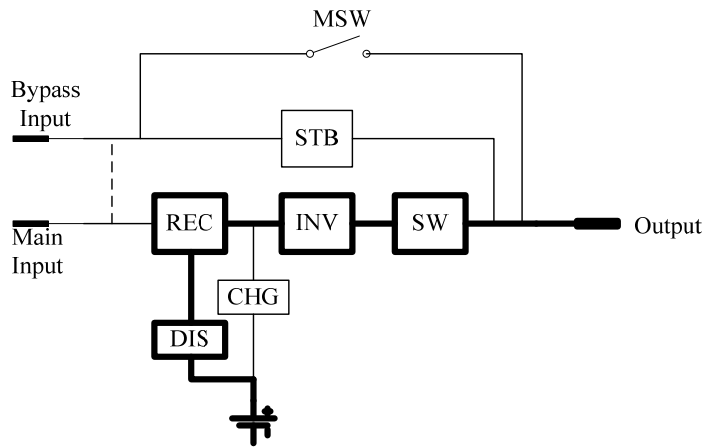 MSW
Bypass
Input
STB
REC
INV
SW
Output
Main
Input
CHG
DIS